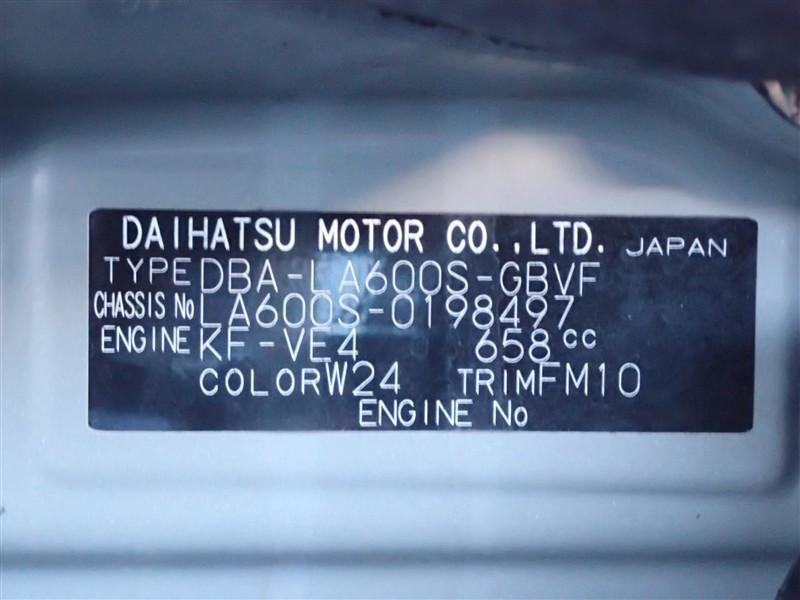 DAIHATSU MOTOR CO.,LTD. JAPAN
TYPE DBA-LA600S-GBVF
CHASSIS No LA600S-0198497
ENGINE KF-VE4 658 cc
COLOR W24 TRIM FM10
ENGINE No